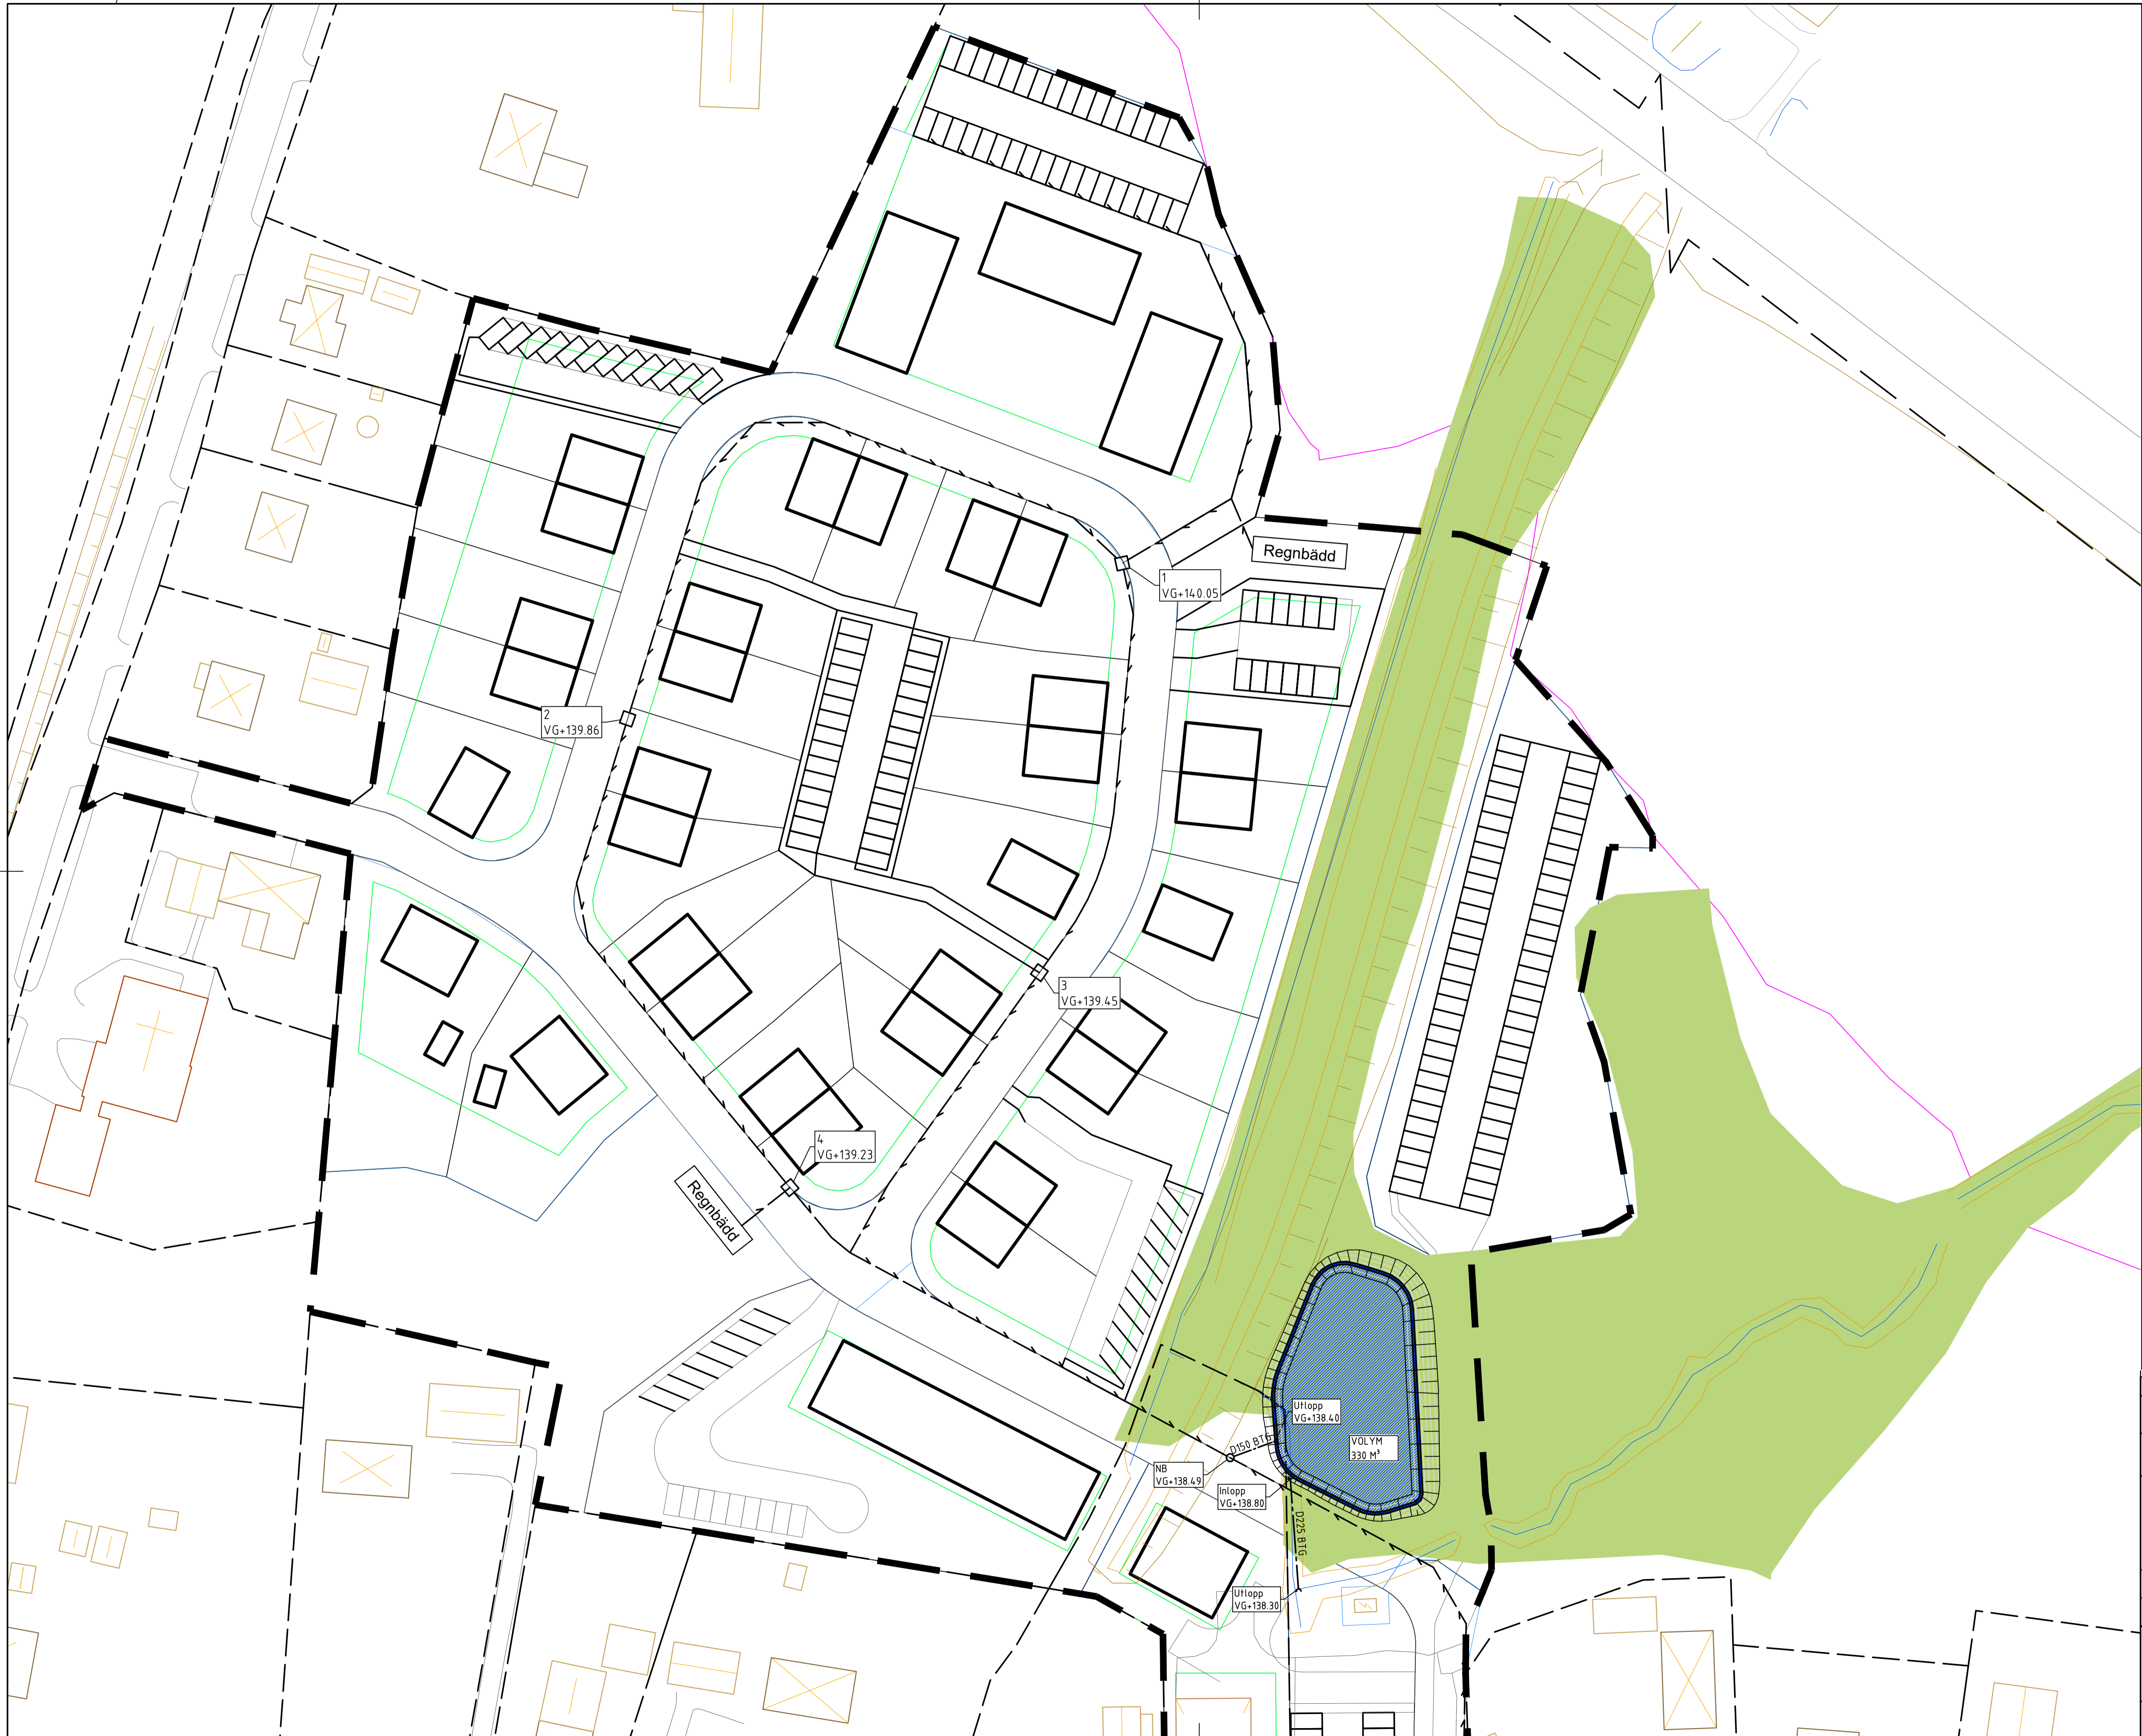 Regnbädd
1
VG+140.05
2
VG+139.86
3
VG+139.45
4
VG+139.23
Regnbädd
Utlopp
VG+138.40
D150 BTG
VOLYM
330 M³
NB
VG+138.49
Inlopp
VG+138.80
D225 BTG
Utlopp
VG+138.30